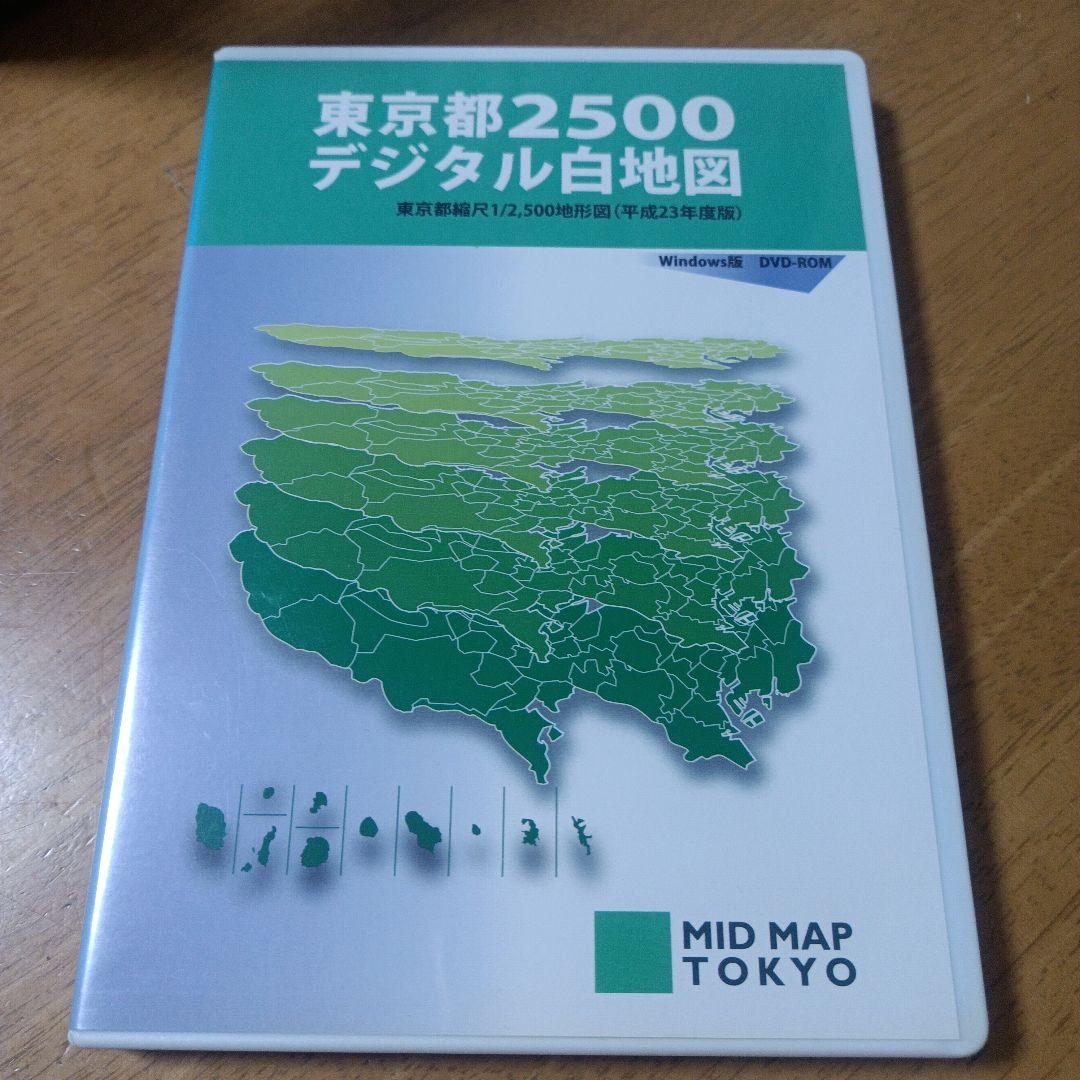 東京都2500
デジタル白地図
東京都縮尺1/2,500地形図(平成23年度版)
Windows版 DVD-ROM
MID MAP
TOKYO